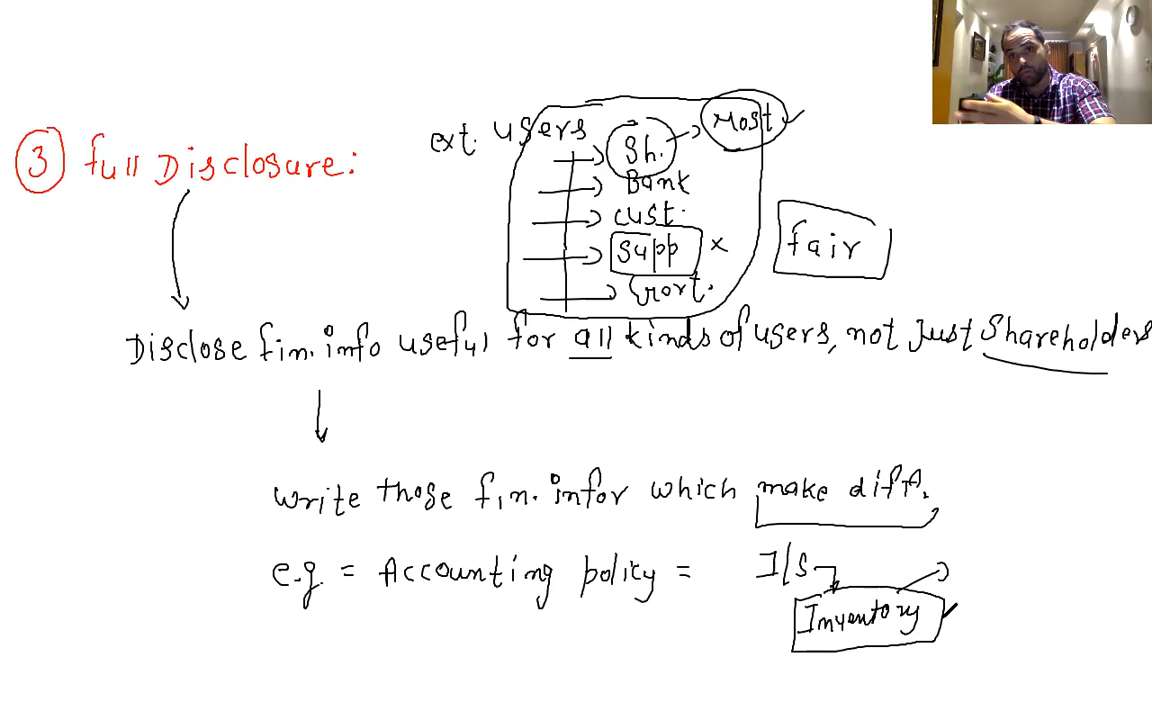 ③ Full Disclosure:
ext. users
Sh. Most
Bank
cust.
Supp x
Govt.
fair
Disclose fin. info useful for all kinds of users, not just Shareholders
Write those fin. infor which make diff.
e.g. = Accounting policy = I/S
Inventory